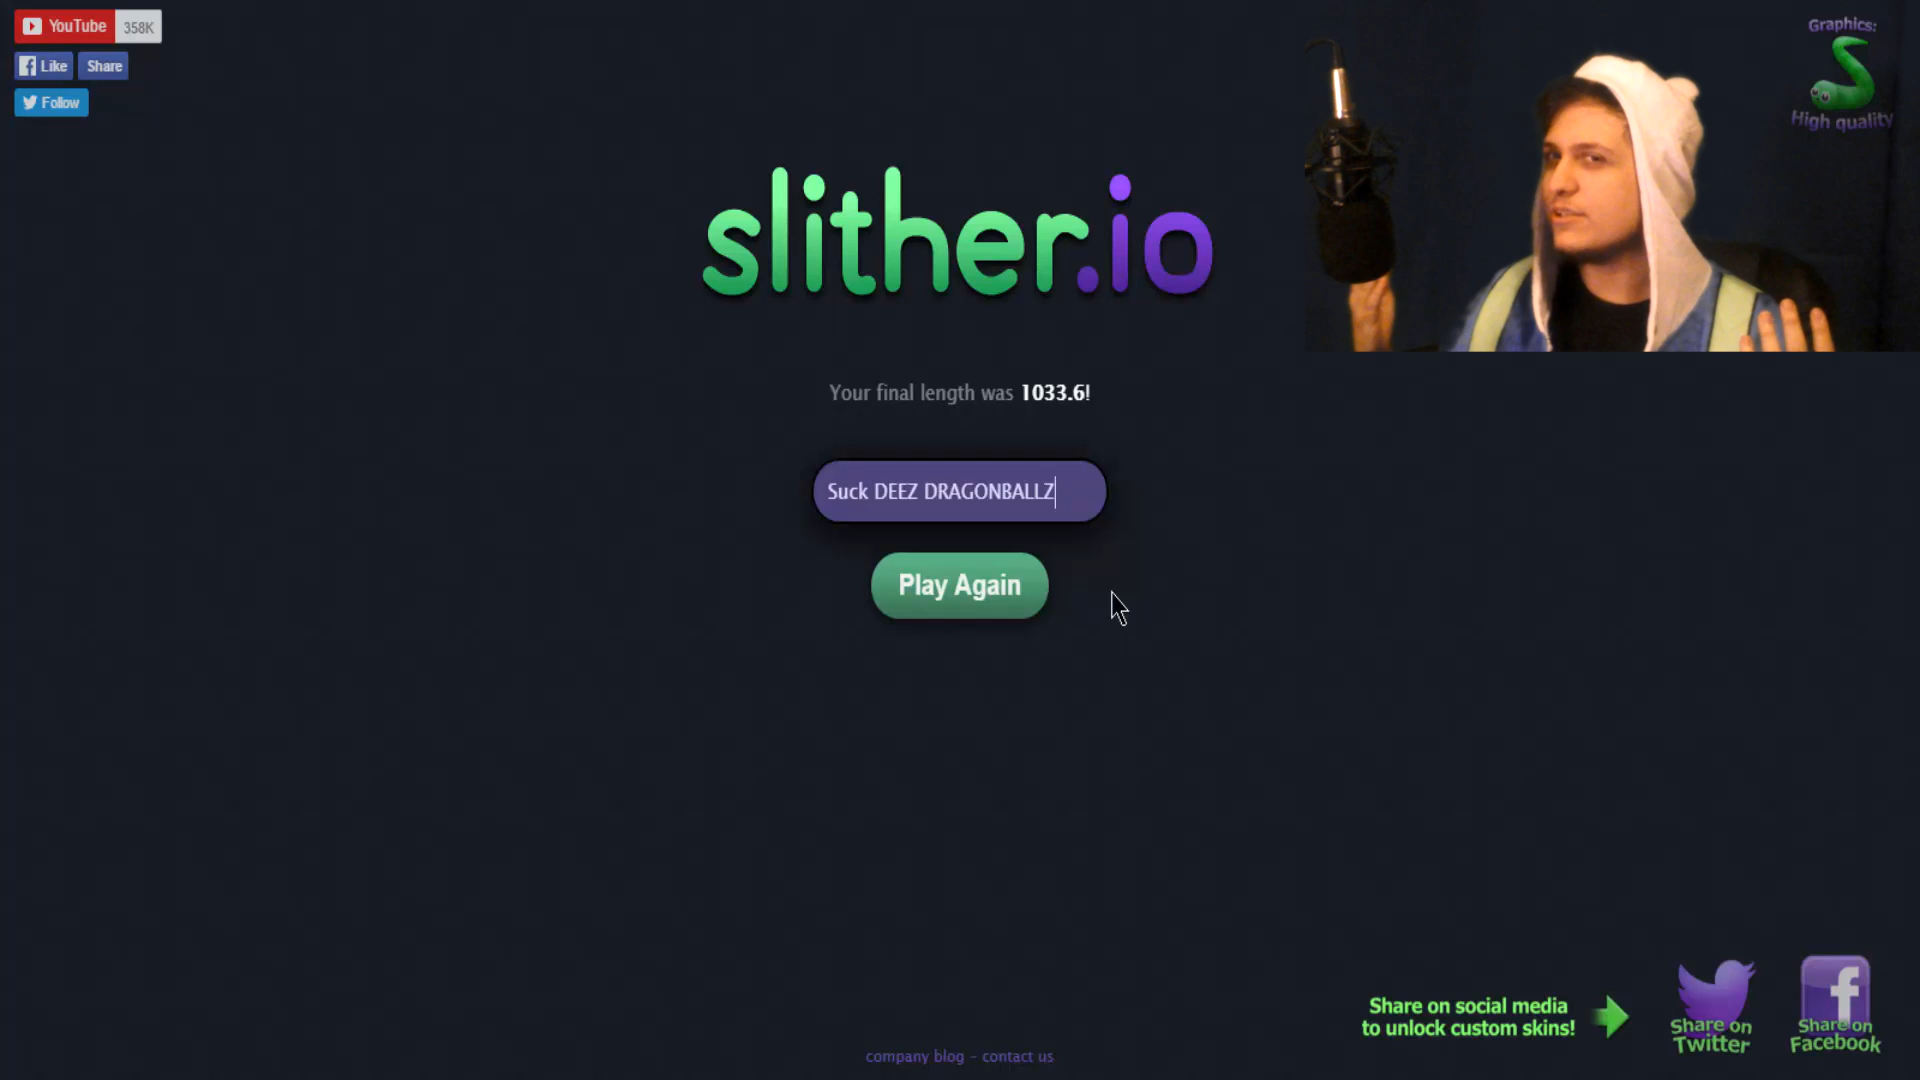 YouTube 358K
Like Share
Follow
Graphics:
High quality
slither.io
Your final length was 1033.6!
Suck DEEZ DRAGONBALLZ
Play Again
Share on social media
to unlock custom skins!
Share on
Twitter
Share on
Facebook
company blog - contact us